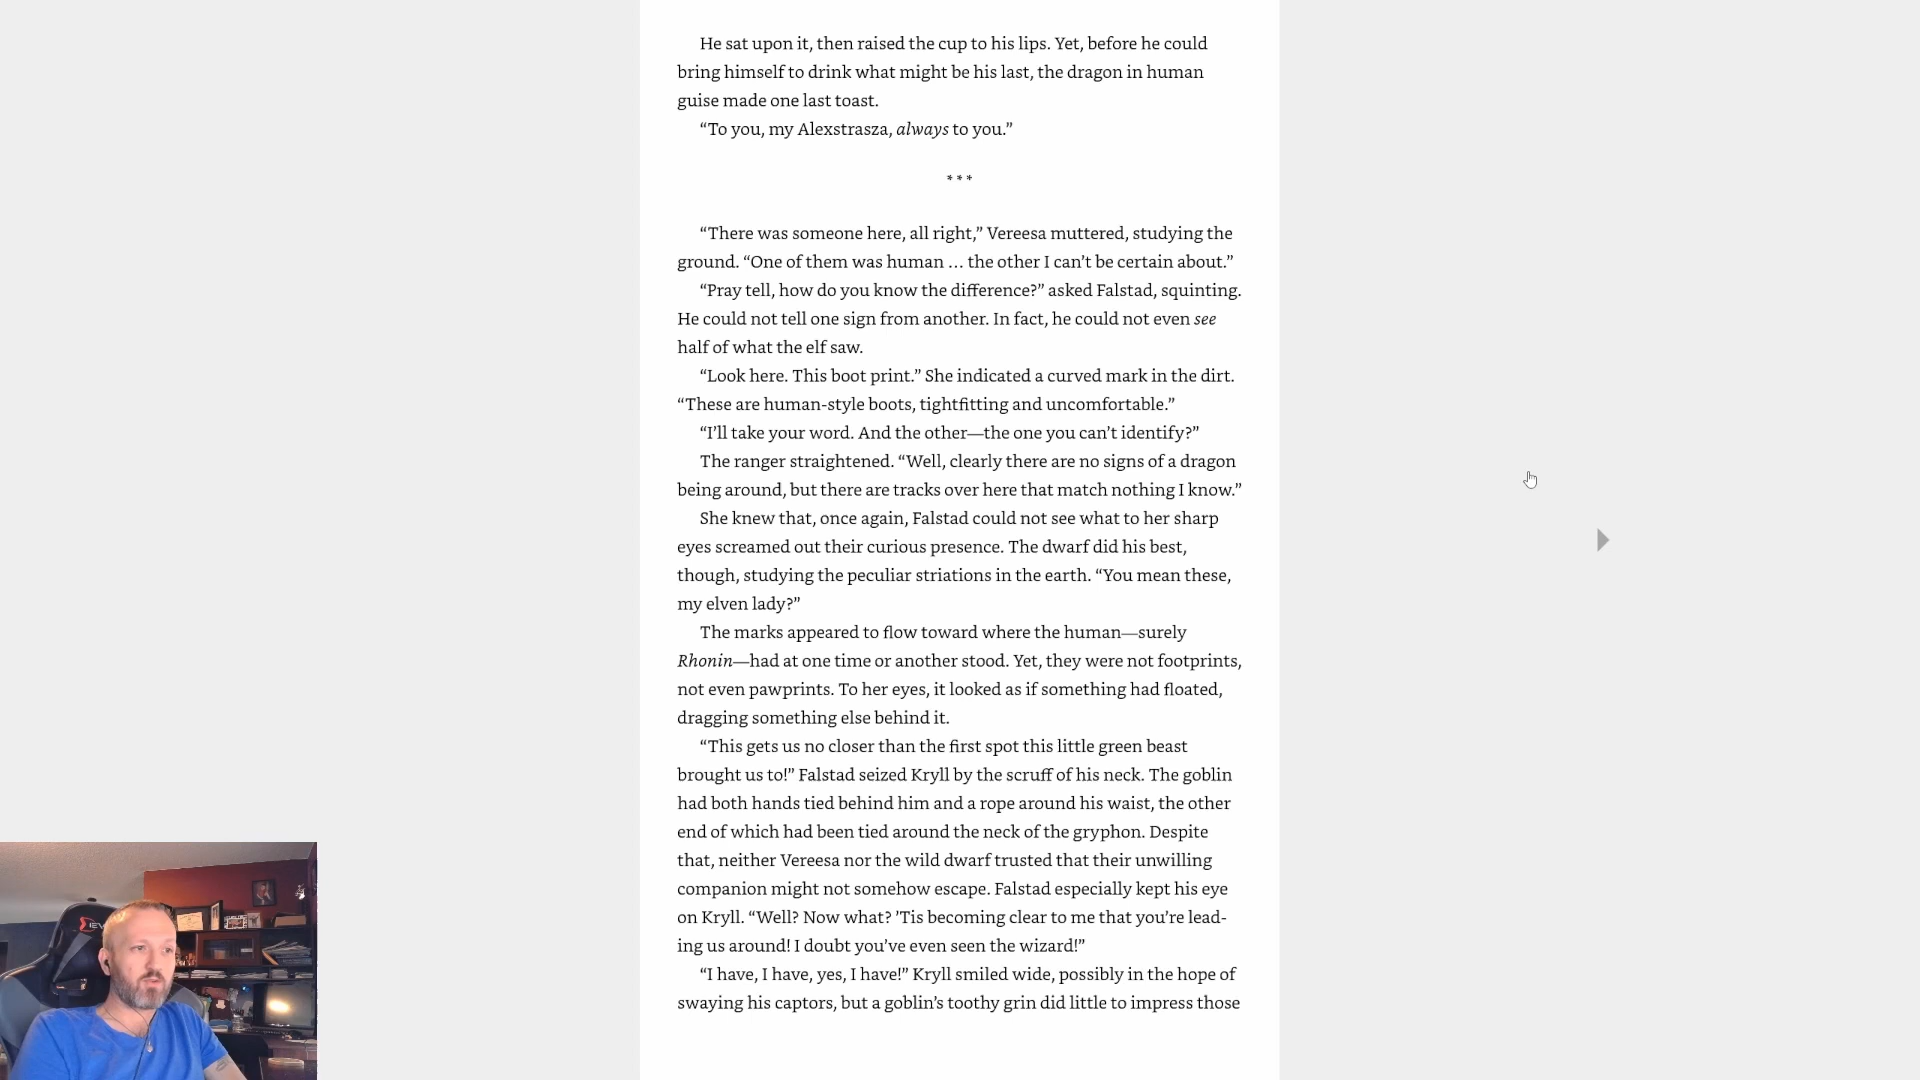 He sat upon it, then raised the cup to his lips. Yet, before he could
bring himself to drink what might be his last, the dragon in human
guise made one last toast.
“To you, my Alexstrasza, always to you.”
* * *
“There was someone here, all right,” Vereesa muttered, studying the
ground. “One of them was human … the other I can’t be certain about.”
“Pray tell, how do you know the difference?” asked Falstad, squinting.
He could not tell one sign from another. In fact, he could not even see
half of what the elf saw.
“Look here. This boot print.” She indicated a curved mark in the dirt.
“These are human-style boots, tightfitting and uncomfortable.”
“I’ll take your word. And the other—the one you can’t identify?”
The ranger straightened. “Well, clearly there are no signs of a dragon
being around, but there are tracks over here that match nothing I know.”
She knew that, once again, Falstad could not see what to her sharp
eyes screamed out their curious presence. The dwarf did his best,
though, studying the peculiar striations in the earth. “You mean these,
my elven lady?”
The marks appeared to flow toward where the human—surely
Rhonin—had at one time or another stood. Yet, they were not footprints,
not even pawprints. To her eyes, it looked as if something had floated,
dragging something else behind it.
“This gets us no closer than the first spot this little green beast
brought us to!” Falstad seized Kryll by the scruff of his neck. The goblin
had both hands tied behind him and a rope around his waist, the other
end of which had been tied around the neck of the gryphon. Despite
that, neither Vereesa nor the wild dwarf trusted that their unwilling
companion might not somehow escape. Falstad especially kept his eye
on Kryll. “Well? Now what? ’Tis becoming clear to me that you’re lead-
ing us around! I doubt you’ve even seen the wizard!”
“I have, I have, yes, I have!” Kryll smiled wide, possibly in the hope of
swaying his captors, but a goblin’s toothy grin did little to impress those